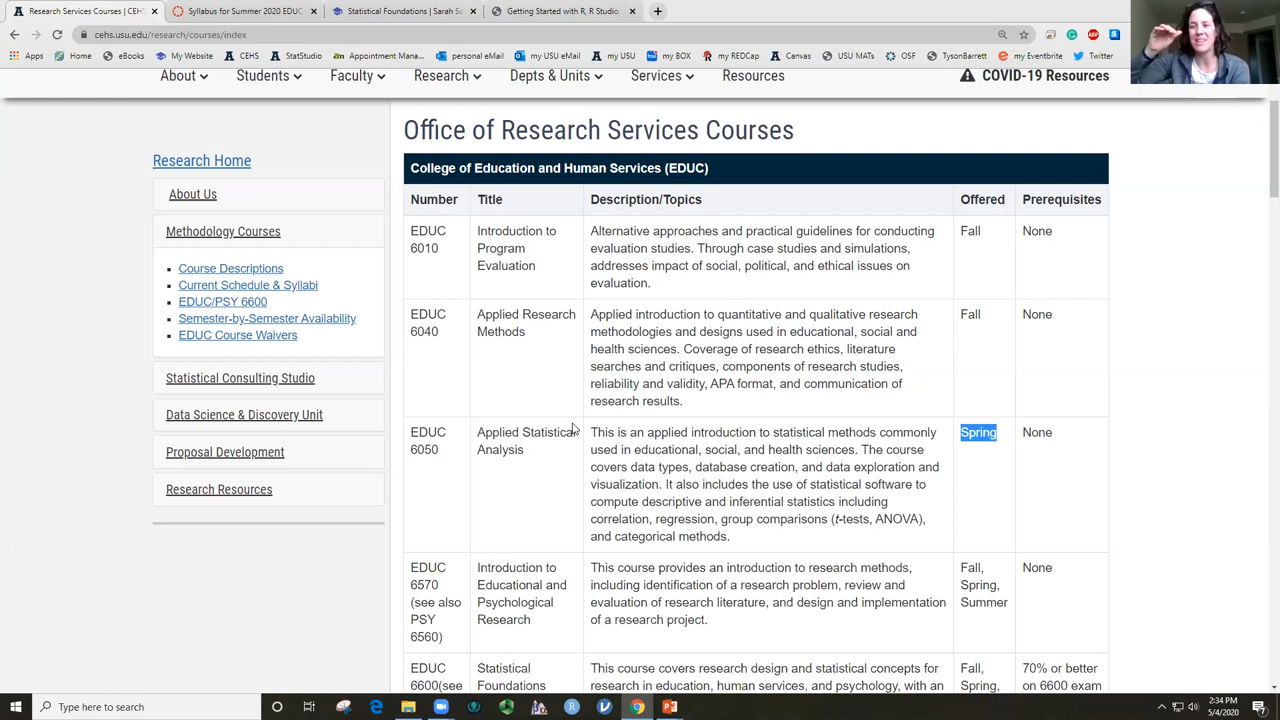 Research Services Courses | CEHS
Syllabus for Summer 2020 EDUC
Statistical Foundations | Sarah Sc
Getting Started with R, R Studio,
cehs.usu.edu/research/courses/index
Apps Home eBooks My Website CEHS StatStudio Appointment Mana... personal eMail my USU eMail my USU my BOX my REDCap Canvas USU MATs OSF TysonBarrett my Eventbrite Twitter
About Students Faculty Research Depts & Units Services Resources COVID-19 Resources
Research Home
About Us
Methodology Courses
Course Descriptions
Current Schedule & Syllabi
EDUC/PSY 6600
Semester-by-Semester Availability
EDUC Course Waivers
Statistical Consulting Studio
Data Science & Discovery Unit
Proposal Development
Research Resources
Office of Research Services Courses
College of Education and Human Services (EDUC)
Number Title Description/Topics Offered Prerequisites
EDUC
6010
Introduction to
Program
Evaluation
Alternative approaches and practical guidelines for conducting
evaluation studies. Through case studies and simulations,
addresses impact of social, political, and ethical issues on
evaluation.
Fall
None
EDUC
6040
Applied Research
Methods
Applied introduction to quantitative and qualitative research
methodologies and designs used in educational, social and
health sciences. Coverage of research ethics, literature
searches and critiques, components of research studies,
reliability and validity, APA format, and communication of
research results.
Fall
None
EDUC
6050
Applied Statistical
Analysis
This is an applied introduction to statistical methods commonly
used in educational, social, and health sciences. The course
covers data types, database creation, and data exploration and
visualization. It also includes the use of statistical software to
compute descriptive and inferential statistics including
correlation, regression, group comparisons (t-tests, ANOVA),
and categorical methods.
Spring
None
EDUC
6570
(see also
PSY
6560)
Introduction to
Educational and
Psychological
Research
This course provides an introduction to research methods,
including identification of a research problem, review and
evaluation of research literature, and design and implementation
of a research project.
Fall,
Spring,
Summer
None
EDUC
6600(see
Statistical
Foundations
This course covers research design and statistical concepts for
research in education, human services, and psychology, with an
Fall,
Spring,
70% or better
on 6600 exam
Type here to search
2:34 PM
5/4/2020